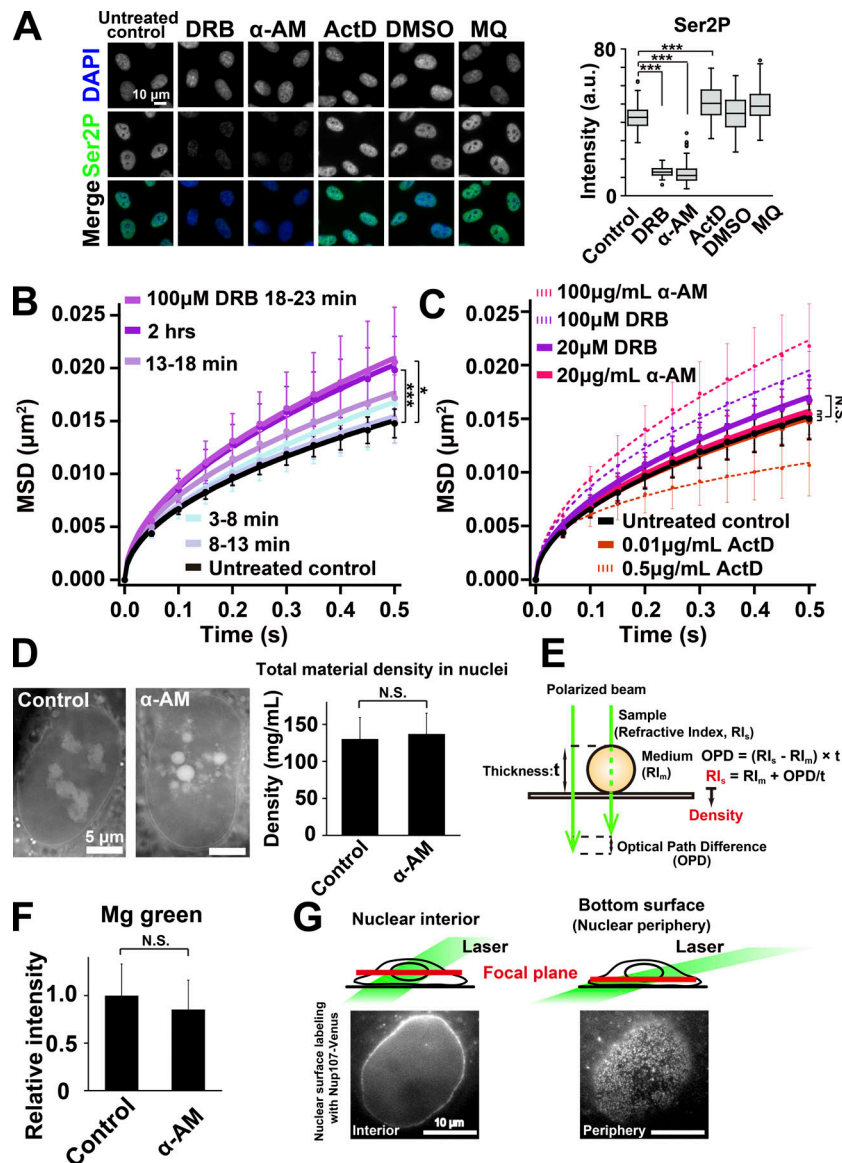 A
Untreated
control
DRB
α-AM
ActD
DMSO
MQ
DAPI
10 μm
Ser2P
Merge
Ser2P
Intensity (a.u.)
80
40
0
***
***
***
Control
DRB
α-AM
ActD
DMSO
MQ
B
100μM DRB 18-23 min
2 hrs
13-18 min
3-8 min
8-13 min
Untreated control
MSD (μm²)
0.025
0.020
0.015
0.010
0.005
0.000
0.0
0.1
0.2
0.3
0.4
0.5
Time (s)
***
*
C
100μg/mL α-AM
100μM DRB
20μM DRB
20μg/mL α-AM
Untreated control
0.01μg/mL ActD
0.5μg/mL ActD
MSD (μm²)
0.025
0.020
0.015
0.010
0.005
0.000
0.0
0.1
0.2
0.3
0.4
0.5
Time (s)
N.S.
D
Control
5 μm
α-AM
Total material density in nuclei
N.S.
Density (mg/mL)
150
100
50
0
Control
α-AM
E
Polarized beam
Sample
(Refractive Index, RIs)
Medium
(RIm)
Thickness:t
OPD = (RIs - RIm) × t
RIs = RIm + OPD/t
Density
Optical Path Difference
(OPD)
F
Mg green
N.S.
Relative intensity
1.0
0.5
0
Control
α-AM
G
Nuclear interior
Bottom surface
(Nuclear periphery)
Laser
Laser
Focal plane
Nuclear surface labeling
with Nup107-Venus
Interior
10 μm
Periphery